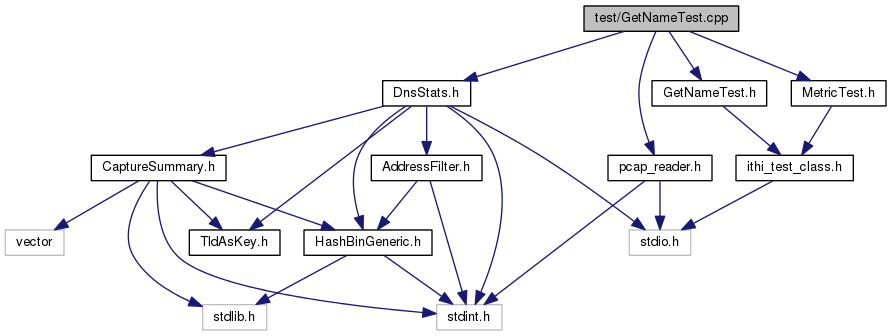 test/GetNameTest.cpp
DnsStats.h
GetNameTest.h
MetricTest.h
CaptureSummary.h
AddressFilter.h
pcap_reader.h
ithi_test_class.h
vector
TldAsKey.h
HashBinGeneric.h
stdio.h
stdlib.h
stdint.h